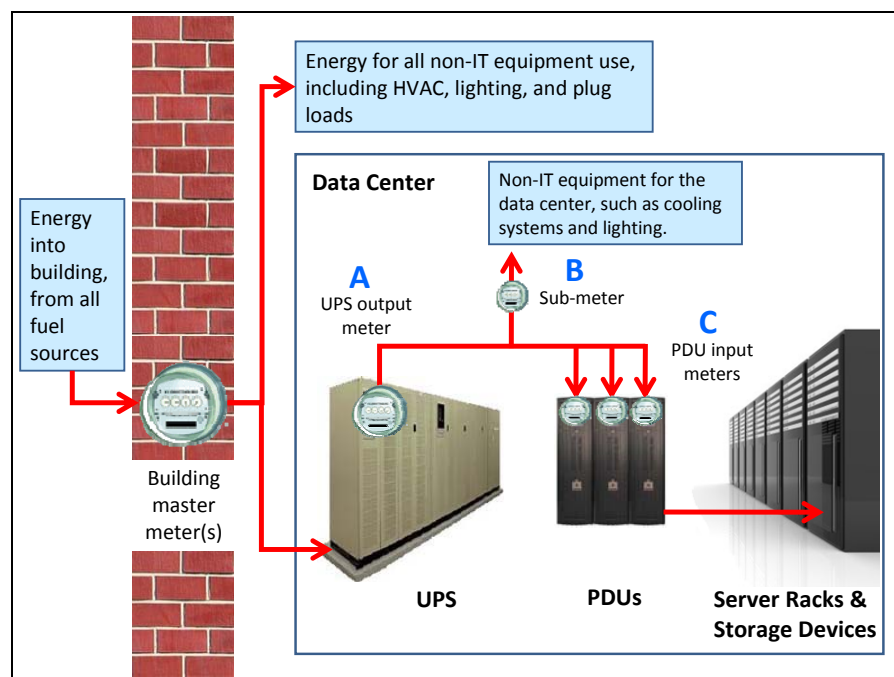 Energy for all non-IT equipment use,
including HVAC, lighting, and plug
loads
Data Center
Non-IT equipment for the
data center, such as cooling
systems and lighting.
Energy
into
building,
from all
fuel
sources
A
UPS output
meter
B
Sub-meter
C
PDU input
meters
Building
master
meter(s)
UPS
PDUs
Server Racks &
Storage Devices